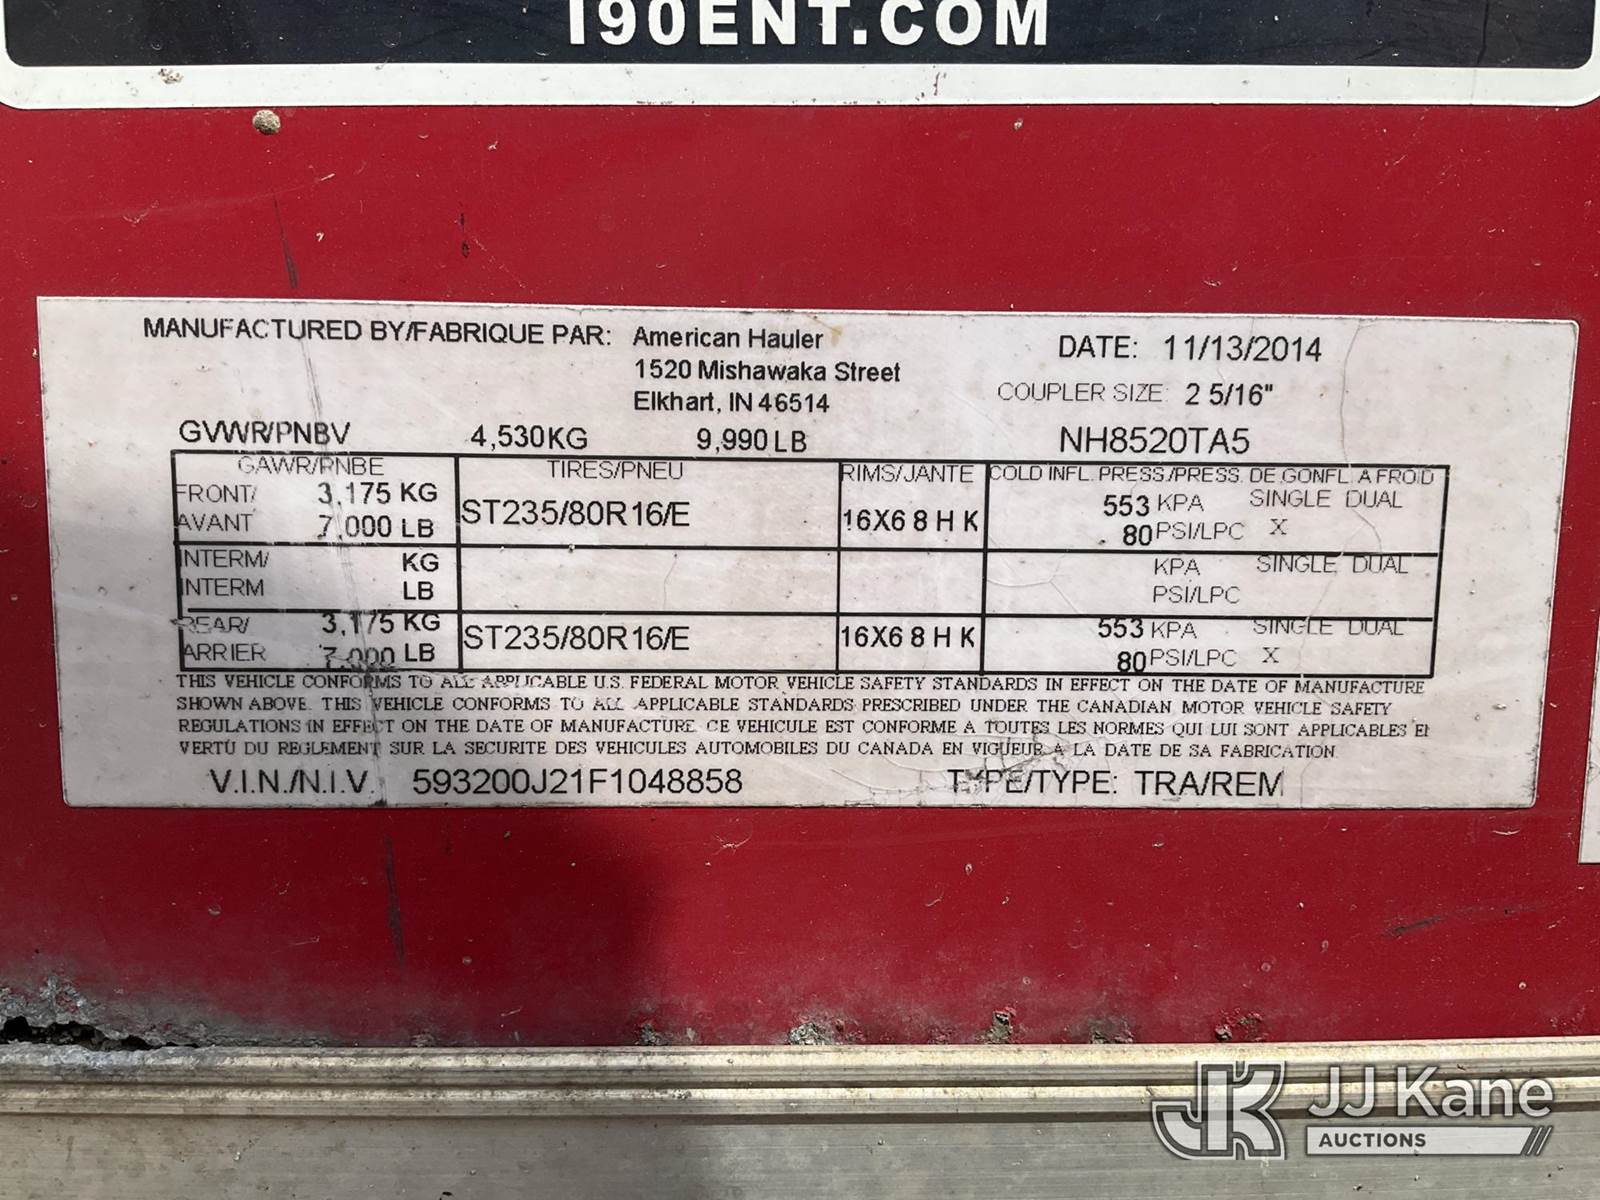 I90ENT.COM
MANUFACTURED BY/FABRIQUE PAR: American Hauler
1520 Mishawaka Street
Elkhart, IN 46514
DATE: 11/13/2014
COUPLER SIZE: 2 5/16"
GVWR/PNBV 4,530KG 9,990 LB NH8520TA5
GAWR/PNBE TIRES/PNEU RIMS/JANTE COLD INFL. PRESS./PRESS. DE GONFL. A FROID
FRONT/ 3,175 KG ST235/80R16/E 16X6 8 H K 553 KPA SINGLE DUAL
AVANT 7,000 LB 80 PSI/LPC X
INTERM/ KG KPA SINGLE DUAL
INTERM LB PSI/LPC
REAR/ 3,175 KG ST235/80R16/E 16X6 8 H K 553 KPA SINGLE DUAL
ARRIER 7,000 LB 80 PSI/LPC X
THIS VEHICLE CONFORMS TO ALL APPLICABLE U.S. FEDERAL MOTOR VEHICLE SAFETY STANDARDS IN EFFECT ON THE DATE OF MANUFACTURE
SHOWN ABOVE. THIS VEHICLE CONFORMS TO ALL APPLICABLE STANDARDS PRESCRIBED UNDER THE CANADIAN MOTOR VEHICLE SAFETY
REGULATIONS IN EFFECT ON THE DATE OF MANUFACTURE. CE VEHICULE EST CONFORME A TOUTES LES NORMES QUI LUI SONT APPLICABLES EI
VERTU DU REGLEMENT SUR LA SECURITE DES VEHICULES AUTOMOBILES DU CANADA EN VIGUEUR A LA DATE DE SA FABRICATION
V.I.N./N.I.V. 593200J21F1048858 TYPE/TYPE: TRA/REM
JK JJ Kane
AUCTIONS